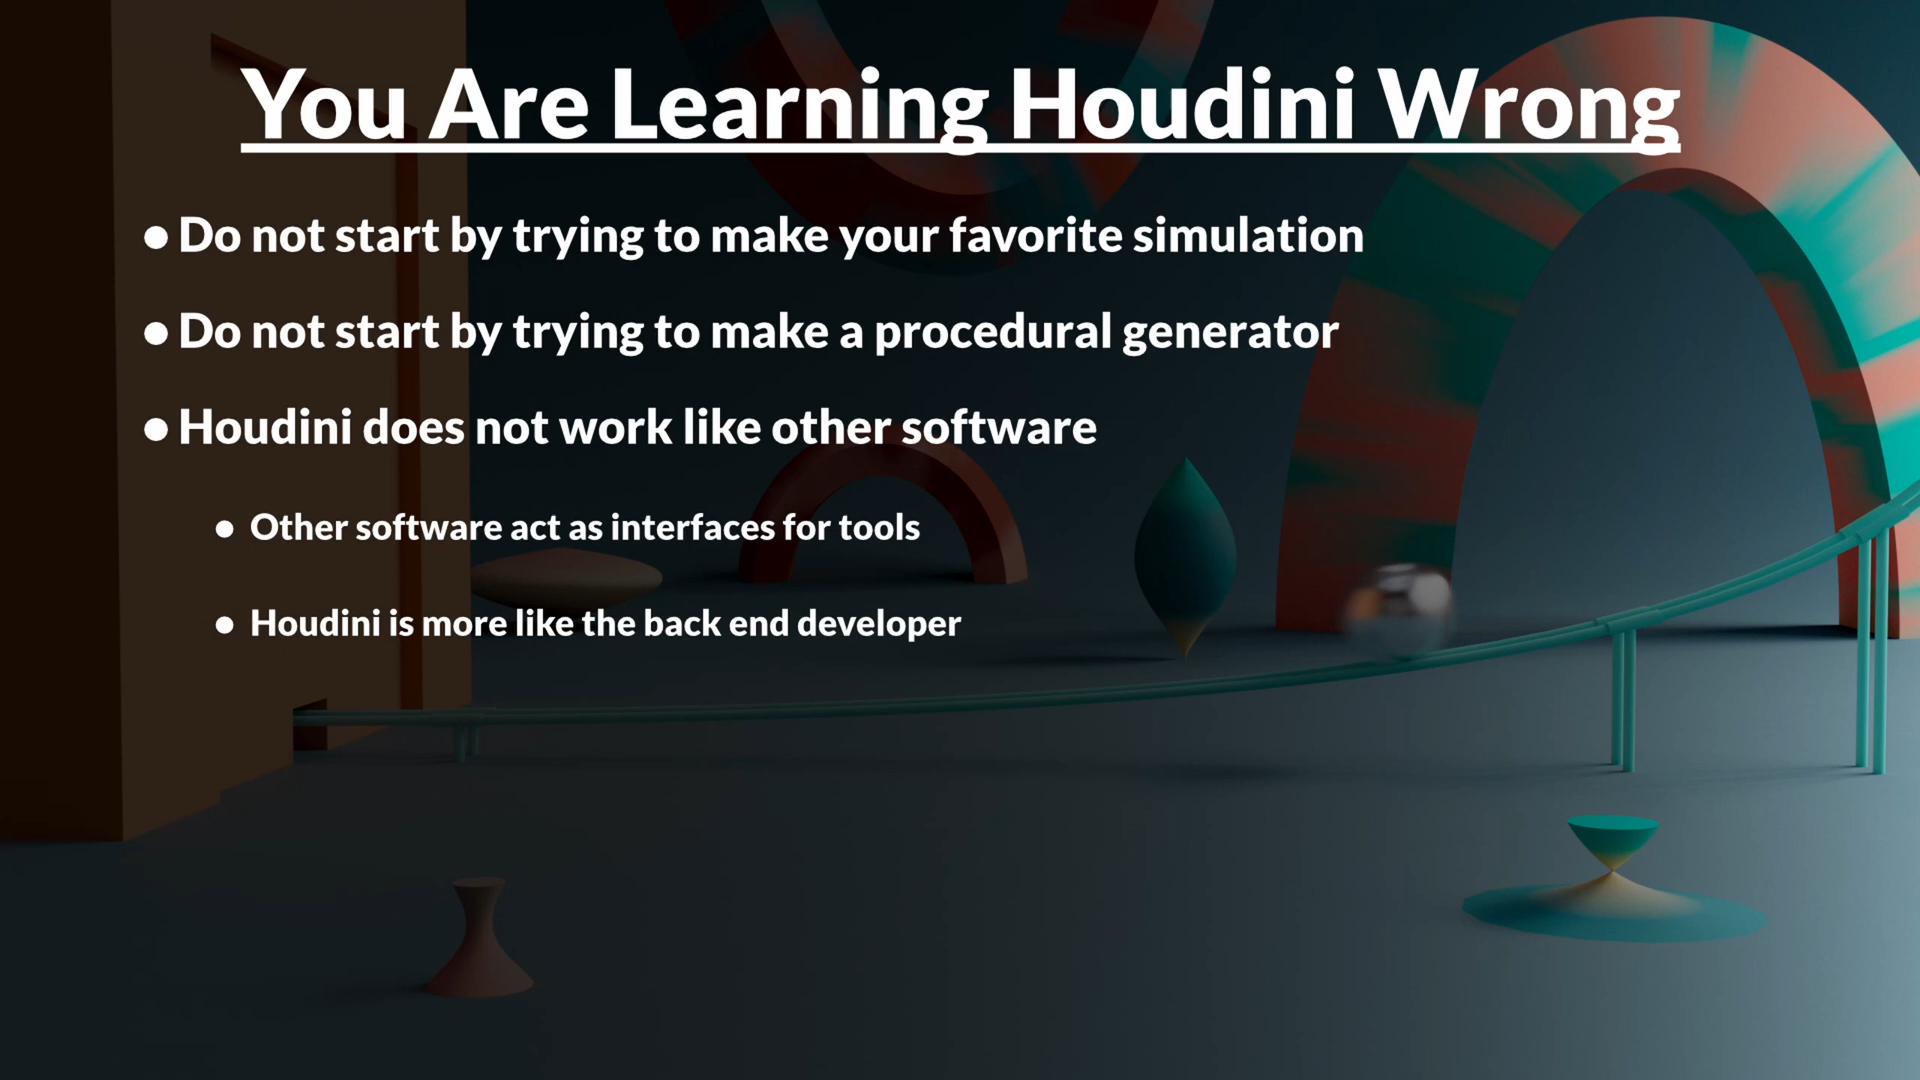 You Are Learning Houdini Wrong
● Do not start by trying to make your favorite simulation
● Do not start by trying to make a procedural generator
● Houdini does not work like other software
● Other software act as interfaces for tools
● Houdini is more like the back end developer